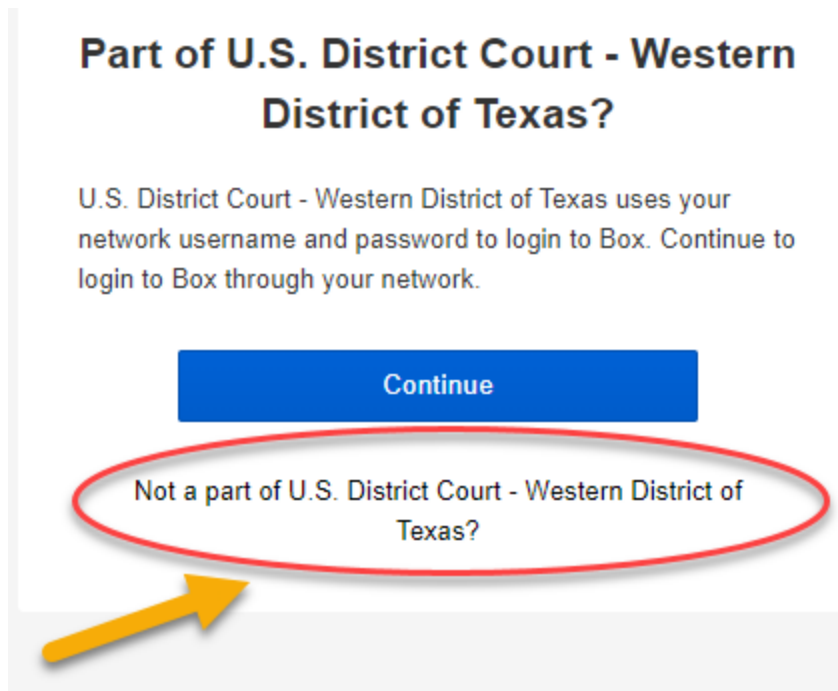 Part of U.S. District Court - Western
District of Texas?
U.S. District Court - Western District of Texas uses your
network username and password to login to Box. Continue to
login to Box through your network.
Continue
Not a part of U.S. District Court - Western District of
Texas?